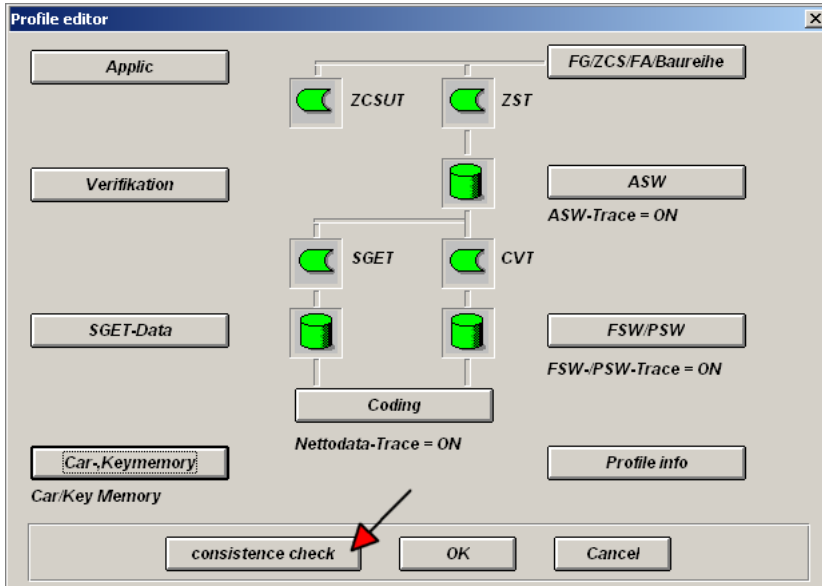 Profile editor
Applic
FG/ZCS/FA/Baureihe
ZCSUT
ZST
Verifikation
ASW
ASW-Trace = ON
SGET
CVT
SGET-Data
FSW/PSW
FSW-/PSW-Trace = ON
Coding
Nettodata-Trace = ON
Car-,Keymemory
Profile info
Car/Key Memory
consistence check
OK
Cancel